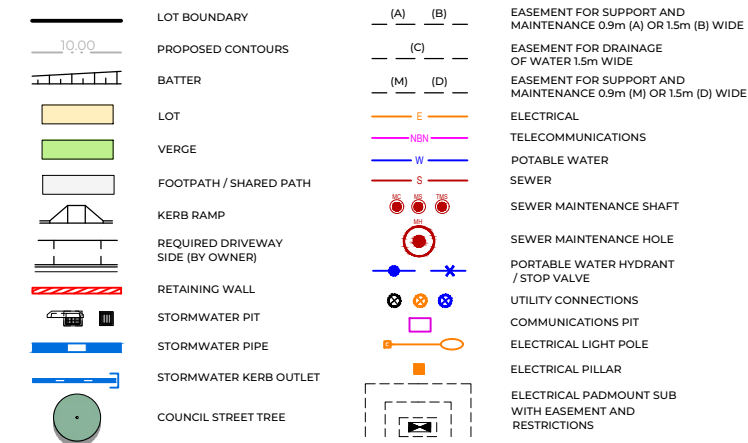 LOT BOUNDARY
10.00
PROPOSED CONTOURS
BATTER
LOT
VERGE
FOOTPATH / SHARED PATH
KERB RAMP
REQUIRED DRIVEWAY
SIDE (BY OWNER)
RETAINING WALL
STORMWATER PIT
STORMWATER PIPE
STORMWATER KERB OUTLET
COUNCIL STREET TREE
(A) (B)
EASEMENT FOR SUPPORT AND
MAINTENANCE 0.9m (A) OR 1.5m (B) WIDE
(C)
EASEMENT FOR DRAINAGE
OF WATER 1.5m WIDE
(M) (D)
EASEMENT FOR SUPPORT AND
MAINTENANCE 0.9m (M) OR 1.5m (D) WIDE
E
ELECTRICAL
NBN
TELECOMMUNICATIONS
W
POTABLE WATER
S
SEWER
MC MS TMS
SEWER MAINTENANCE SHAFT
MH
SEWER MAINTENANCE HOLE
PORTABLE WATER HYDRANT
/ STOP VALVE
UTILITY CONNECTIONS
COMMUNICATIONS PIT
ELECTRICAL LIGHT POLE
ELECTRICAL PILLAR
ELECTRICAL PADMOUNT SUB
WITH EASEMENT AND
RESTRICTIONS